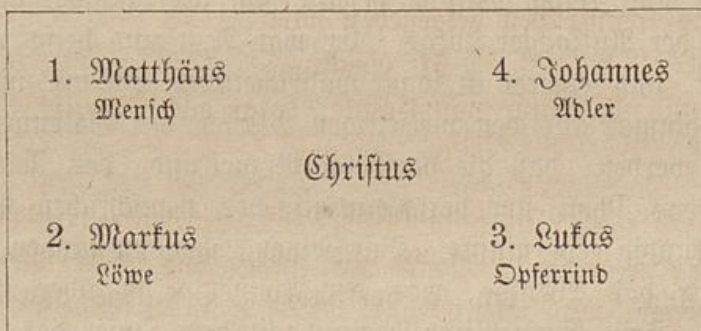 1. Matthäus 4. Johannes
Mensch Adler
Christus
2. Markus 3. Lukas
Löwe Opferrind